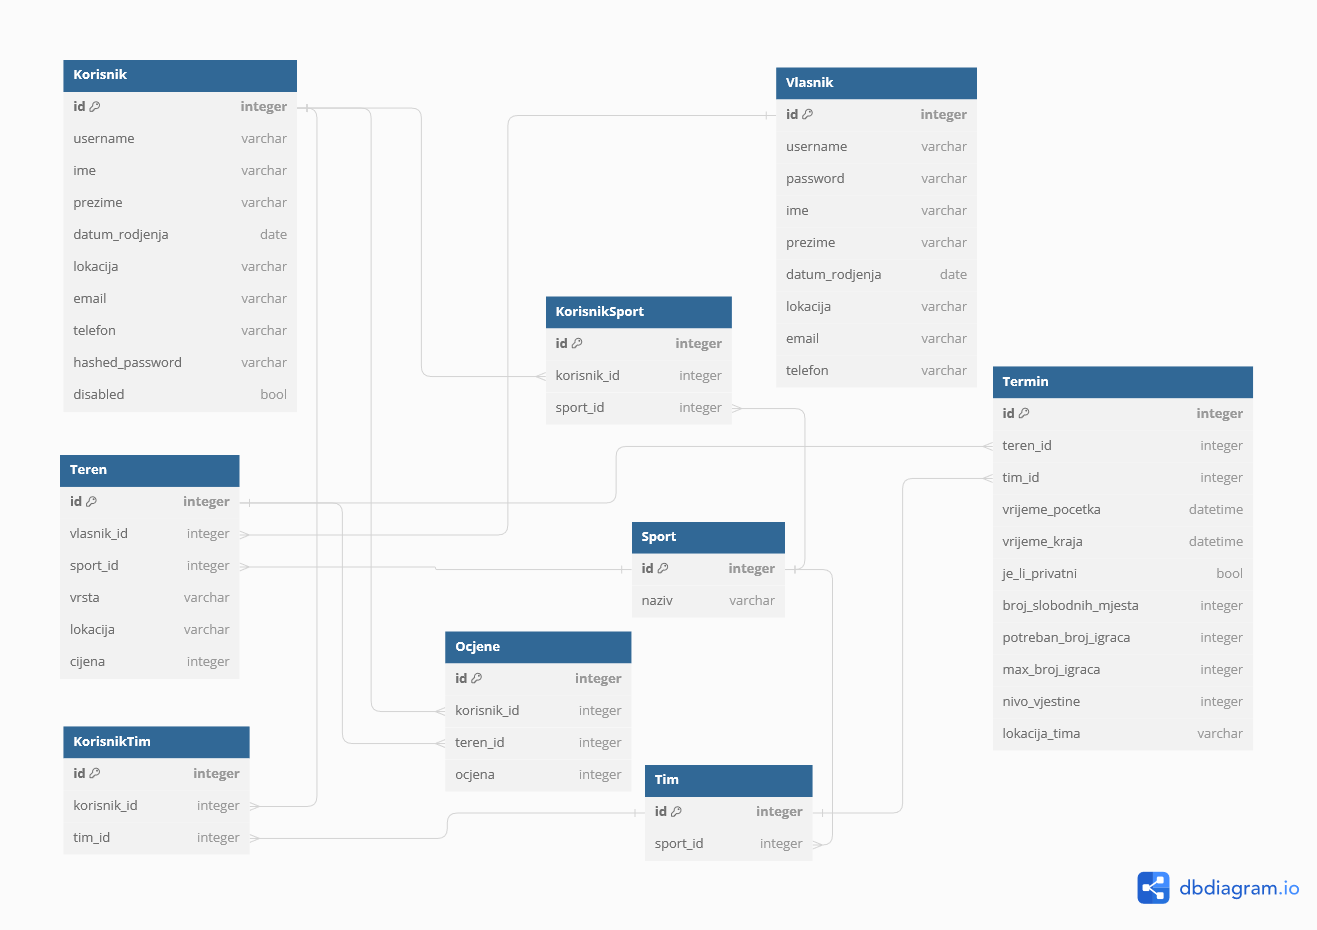 Korisnik
id integer
username varchar
ime varchar
prezime varchar
datum_rodjenja date
lokacija varchar
email varchar
telefon varchar
hashed_password varchar
disabled bool
Vlasnik
id integer
username varchar
password varchar
ime varchar
prezime varchar
datum_rodjenja date
lokacija varchar
email varchar
telefon varchar
KorisnikSport
id integer
korisnik_id integer
sport_id integer
Termin
id integer
teren_id integer
tim_id integer
vrijeme_pocetka datetime
vrijeme_kraja datetime
je_li_privatni bool
broj_slobodnih_mjesta integer
potreban_broj_igraca integer
max_broj_igraca integer
nivo_vjestine integer
lokacija_tima varchar
Teren
id integer
vlasnik_id integer
sport_id integer
vrsta varchar
lokacija varchar
cijena integer
Sport
id integer
naziv varchar
Ocjene
id integer
korisnik_id integer
teren_id integer
ocjena integer
KorisnikTim
id integer
korisnik_id integer
tim_id integer
Tim
id integer
sport_id integer
dbdiagram.io